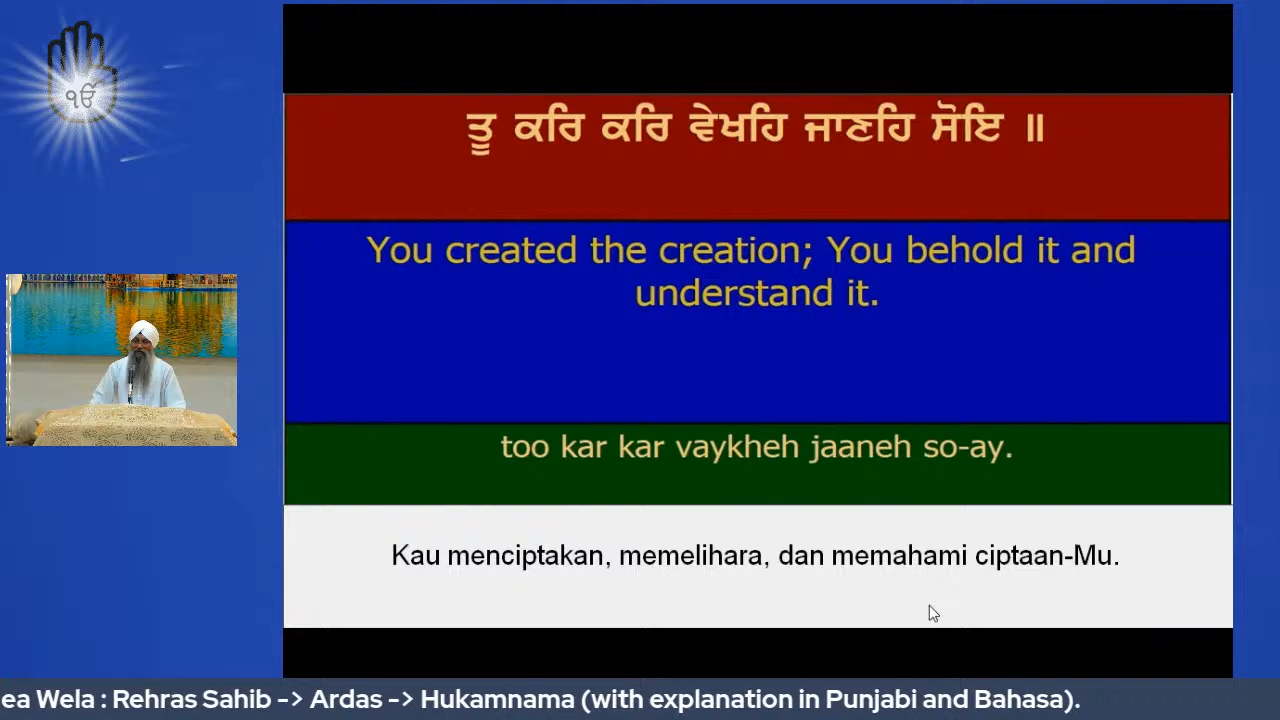 ੴ
ਤੂ ਕਰਿ ਕਰਿ ਵੇਖਹਿ ਜਾਣਹਿ ਸੋਇ ॥
You created the creation; You behold it and
understand it.
too kar kar vaykheh jaaneh so-ay.
Kau menciptakan, memelihara, dan memahami ciptaan-Mu.
ea Wela : Rehras Sahib -> Ardas -> Hukamnama (with explanation in Punjabi and Bahasa).